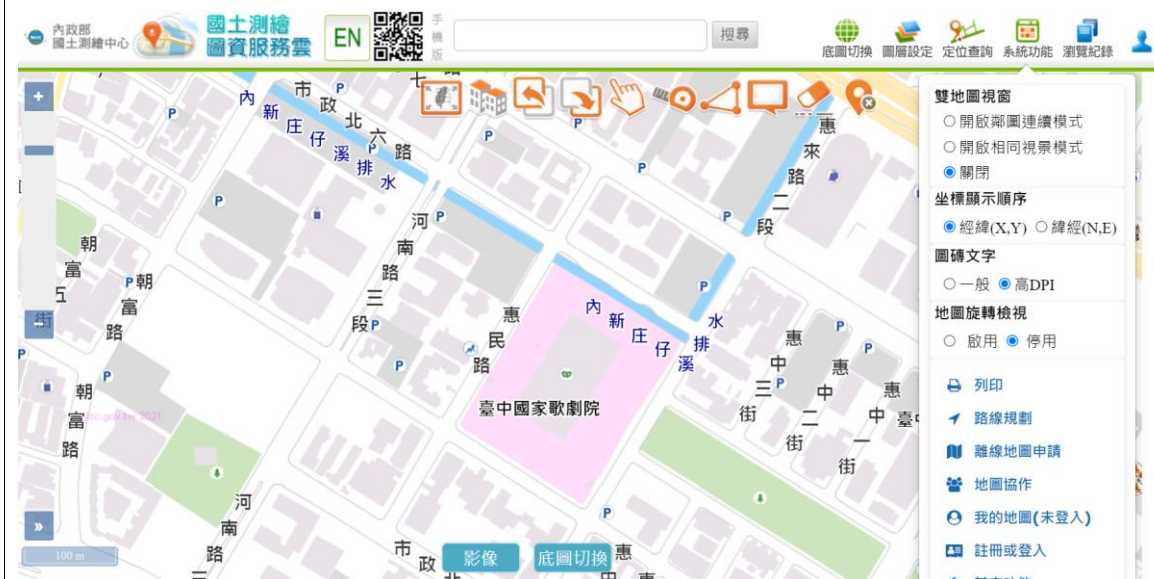 內政部
國土測繪中心
國土測繪
圖資服務雲
EN
手機版
搜尋
底圖切換
圖層設定
定位查詢
系統功能
瀏覽紀錄
雙地圖視窗
開啟鄰圖連續模式
開啟相同視景模式
關閉
坐標顯示順序
經緯(X,Y) 緯經(N,E)
圖磚文字
一般 高DPI
地圖旋轉檢視
啟用 停用
列印
路線規劃
離線地圖申請
地圖協作
我的地圖(未登入)
註冊或登入
七
市政北六路
內新庄仔溪排水
惠來路二段
河南路三段
朝富五街
朝富路
惠民路
內新庄仔溪排水
臺中國家歌劇院
惠中三街
惠中二街
惠中一街
臺中
朝富路
河南路
市政北
惠
惠
100 m
影像
底圖切換